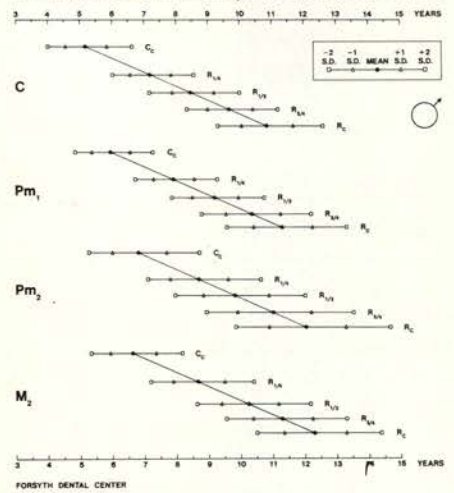 3 4 5 6 7 8 9 10 11 12 13 14 15 YEARS
-2 -1 +1 +2
S.D. S.D. MEAN S.D. S.D.
C
Cc
R1/4
R1/2
R3/4
Rc
Pm1
Cc
R1/4
R1/2
R3/4
Rc
Pm2
Cc
R1/4
R1/2
R3/4
Rc
M2
Cc
R1/4
R1/2
R3/4
Rc
3 4 5 6 7 8 9 10 11 12 13 14 15 YEARS
FORSYTH DENTAL CENTER